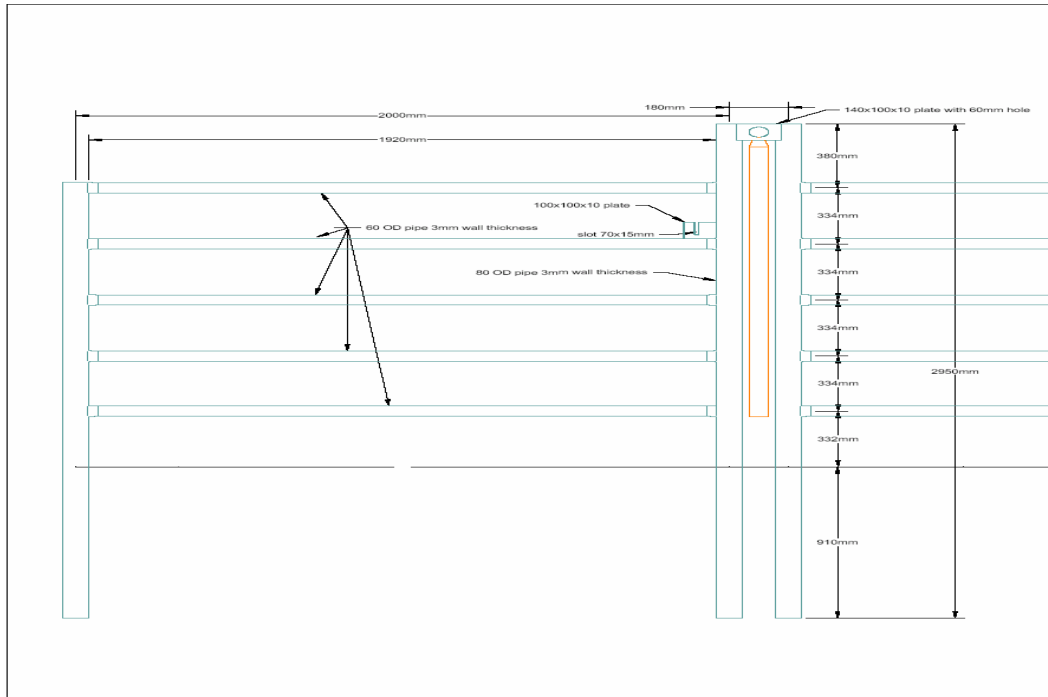 180mm
140x100x10 plate with 60mm hole
2000mm
1920mm
380mm
100x100x10 plate
334mm
60 OD pipe 3mm wall thickness
slot 70x15mm
334mm
80 OD pipe 3mm wall thickness
334mm
2950mm
334mm
332mm
910mm